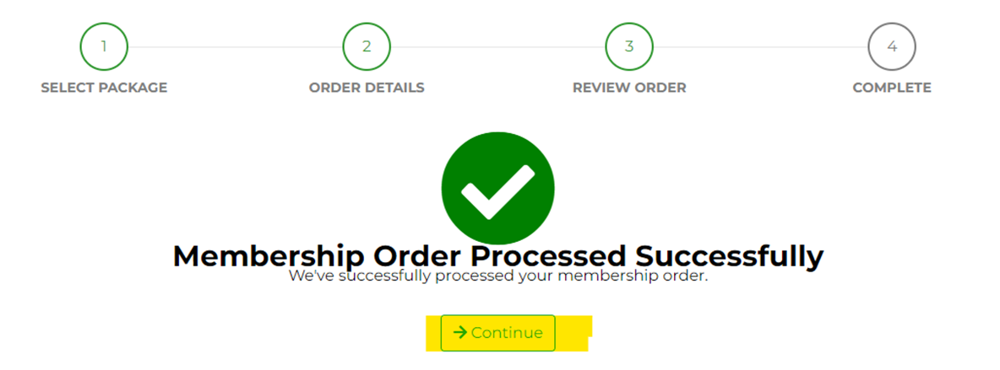 1 2 3 4
SELECT PACKAGE ORDER DETAILS REVIEW ORDER COMPLETE
Membership Order Processed Successfully
We've successfully processed your membership order.
Continue